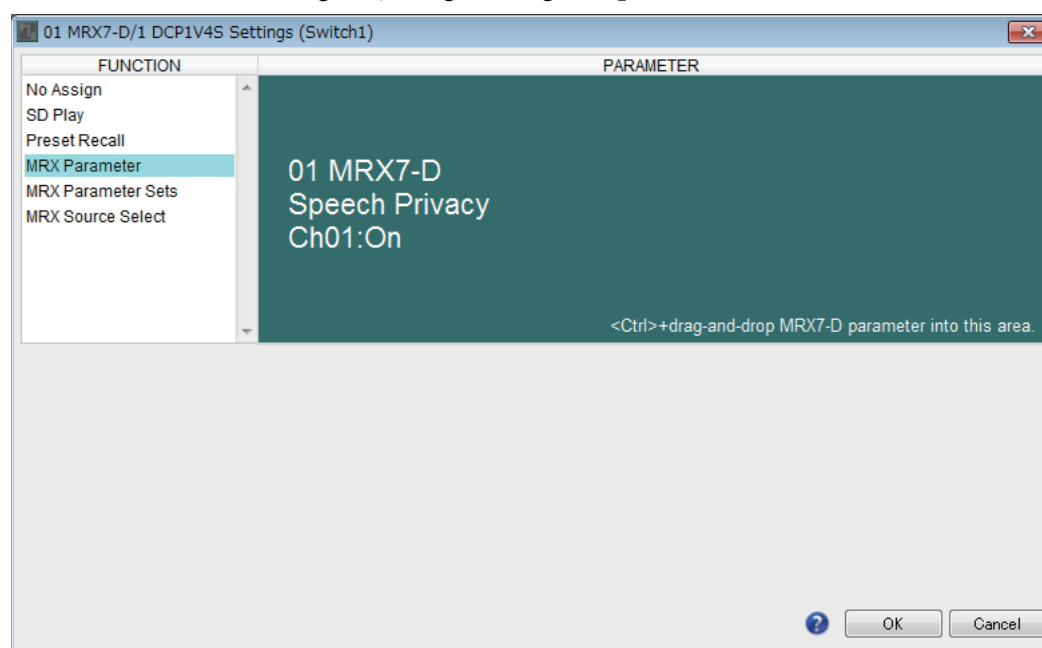 01 MRX7-D/1 DCP1V4S Settings (Switch1)
FUNCTION
PARAMETER
No Assign
SD Play
Preset Recall
MRX Parameter
MRX Parameter Sets
MRX Source Select
01 MRX7-D
Speech Privacy
Ch01:On
<Ctrl>+drag-and-drop MRX7-D parameter into this area.
?
OK
Cancel